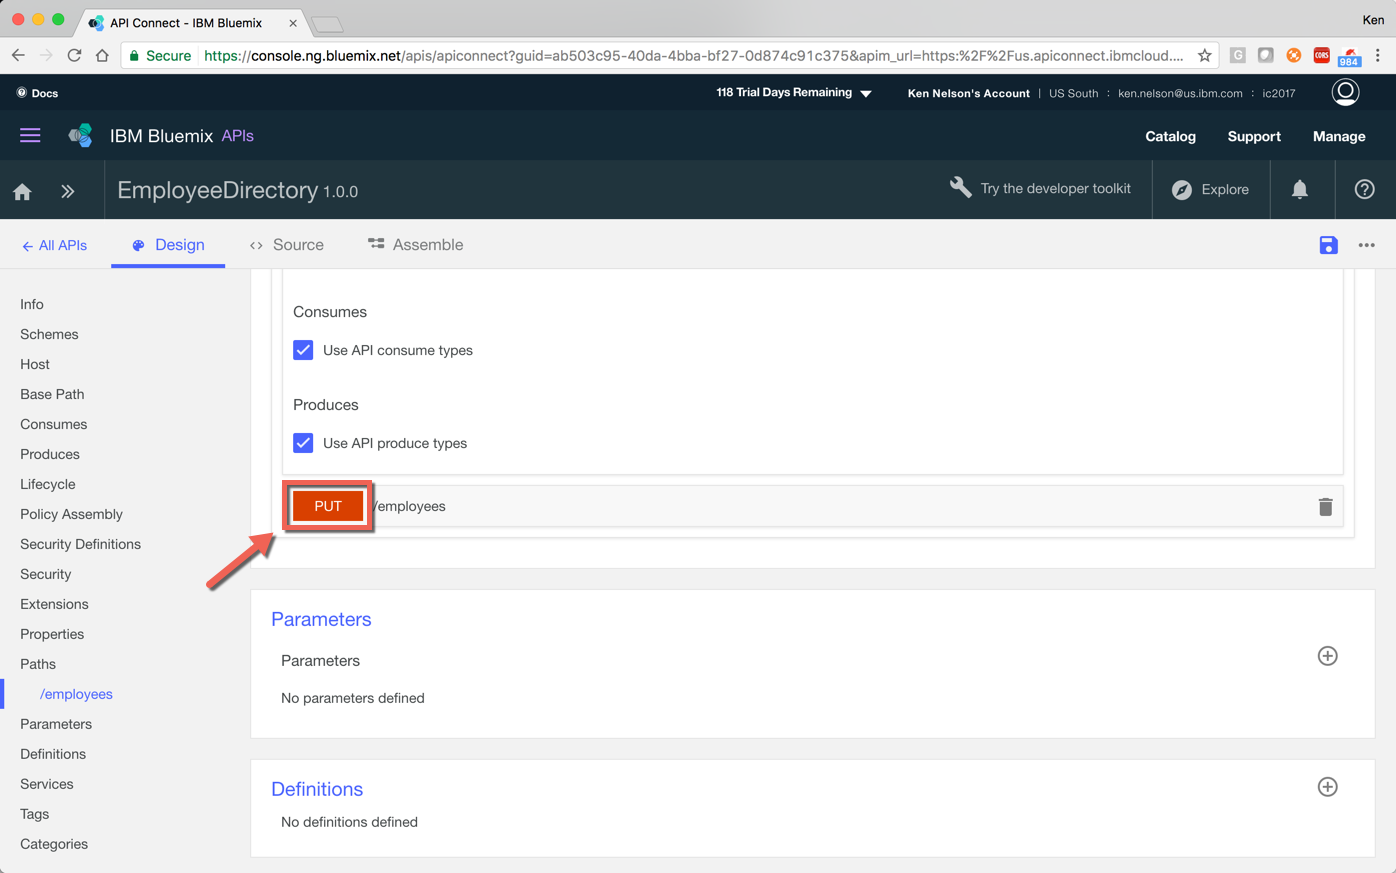 API Connect - IBM Bluemix
Ken
Secure https://console.ng.bluemix.net/apis/apiconnect?guid=ab503c95-40da-4bba-bf27-0d874c91c375&apim_url=https:%2F%2Fus.apiconnect.ibmcloud....
G
CORS
984
Docs
118 Trial Days Remaining
Ken Nelson's Account | US South : ken.nelson@us.ibm.com : ic2017
IBM Bluemix APIs
Catalog Support Manage
EmployeeDirectory 1.0.0
Try the developer toolkit
Explore
← All APIs
Design
<> Source
Assemble
Info
Schemes
Host
Base Path
Consumes
Produces
Lifecycle
Policy Assembly
Security Definitions
Security
Extensions
Properties
Paths
/employees
Parameters
Definitions
Services
Tags
Categories
Consumes
Use API consume types
Produces
Use API produce types
PUT /employees
Parameters
Parameters
No parameters defined
Definitions
No definitions defined